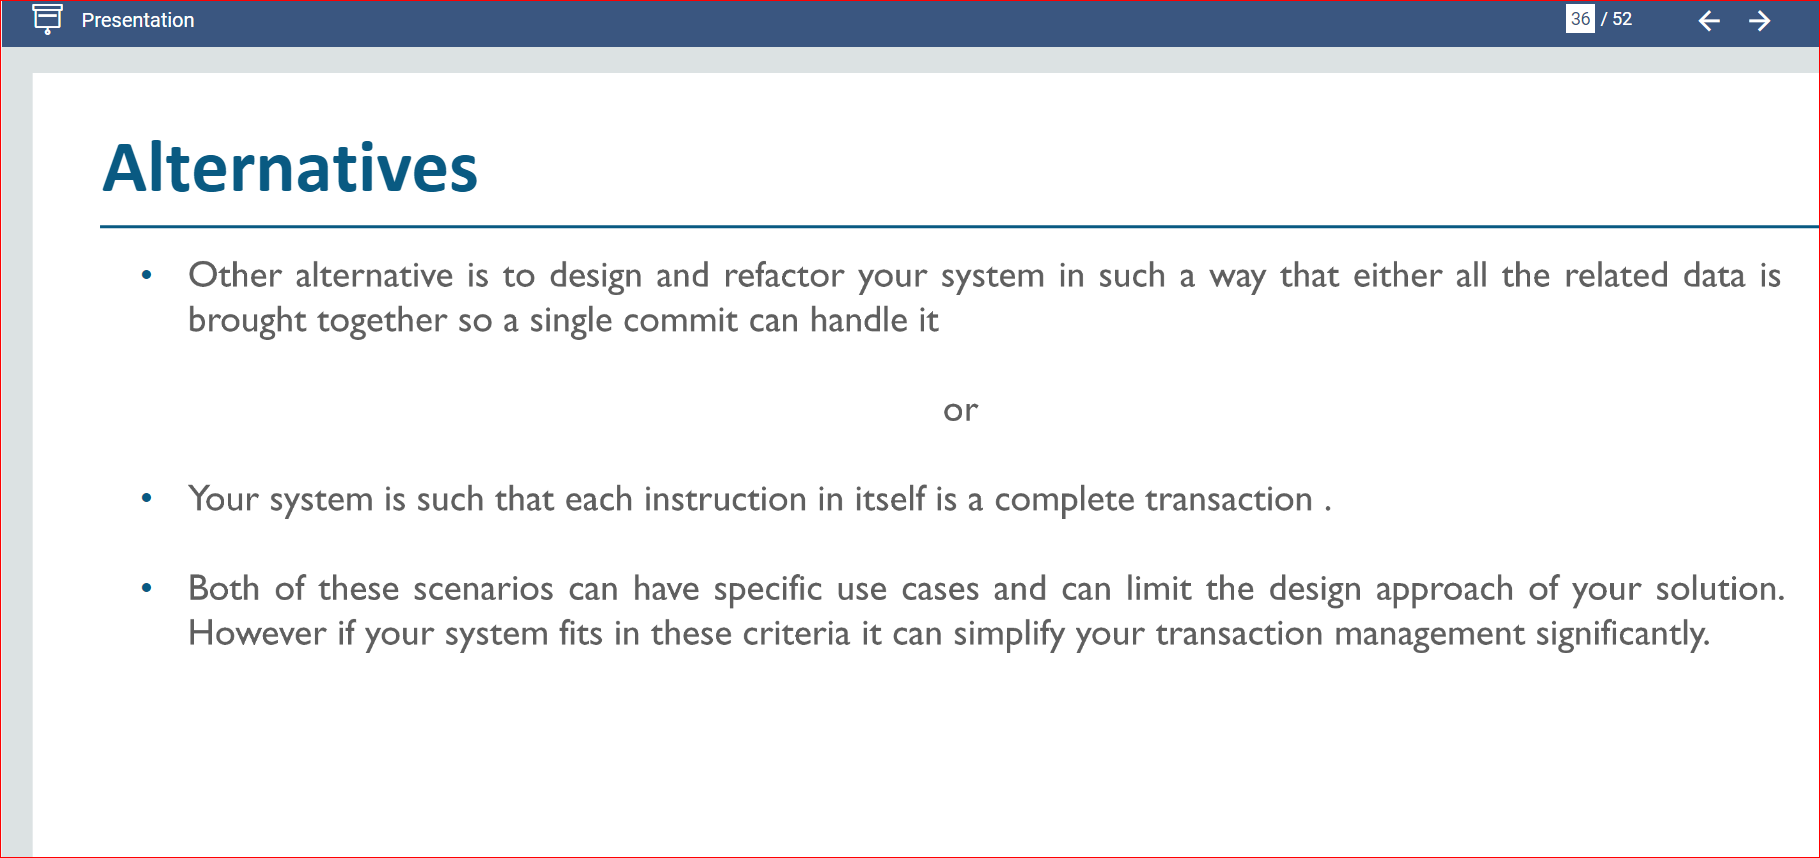 Presentation
36 / 52
Alternatives
• Other alternative is to design and refactor your system in such a way that either all the related data is
brought together so a single commit can handle it
or
• Your system is such that each instruction in itself is a complete transaction .
• Both of these scenarios can have specific use cases and can limit the design approach of your solution.
However if your system fits in these criteria it can simplify your transaction management significantly.